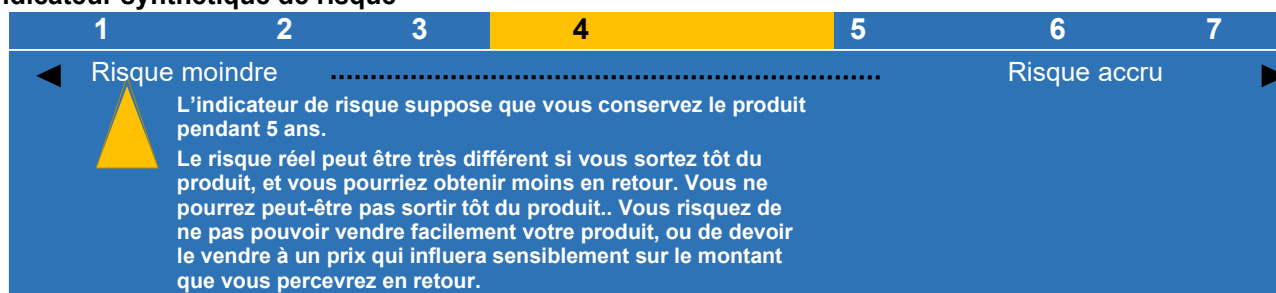 ndicateur synthétique de risque
1 2 3 4 5 6 7
Risque moindre Risque accru
L’indicateur de risque suppose que vous conservez le produit
pendant 5 ans.
Le risque réel peut être très différent si vous sortez tôt du
produit, et vous pourriez obtenir moins en retour. Vous ne
pourrez peut-être pas sortir tôt du produit.. Vous risquez de
ne pas pouvoir vendre facilement votre produit, ou de devoir
le vendre à un prix qui influera sensiblement sur le montant
que vous percevrez en retour.